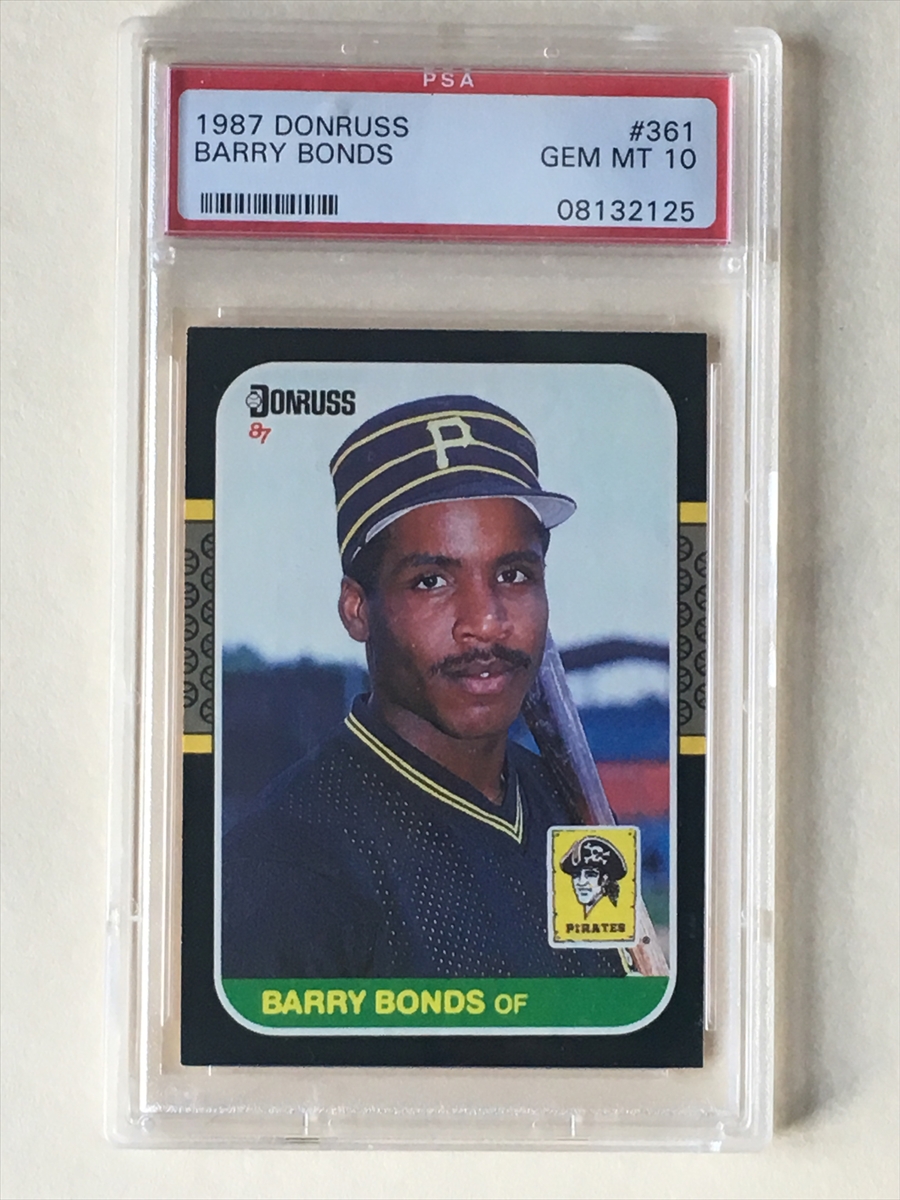 PSA
1987 DONRUSS
#361
BARRY BONDS
GEM MT 10
08132125
DONRUSS
87
P
PIRATES
BARRY BONDS OF